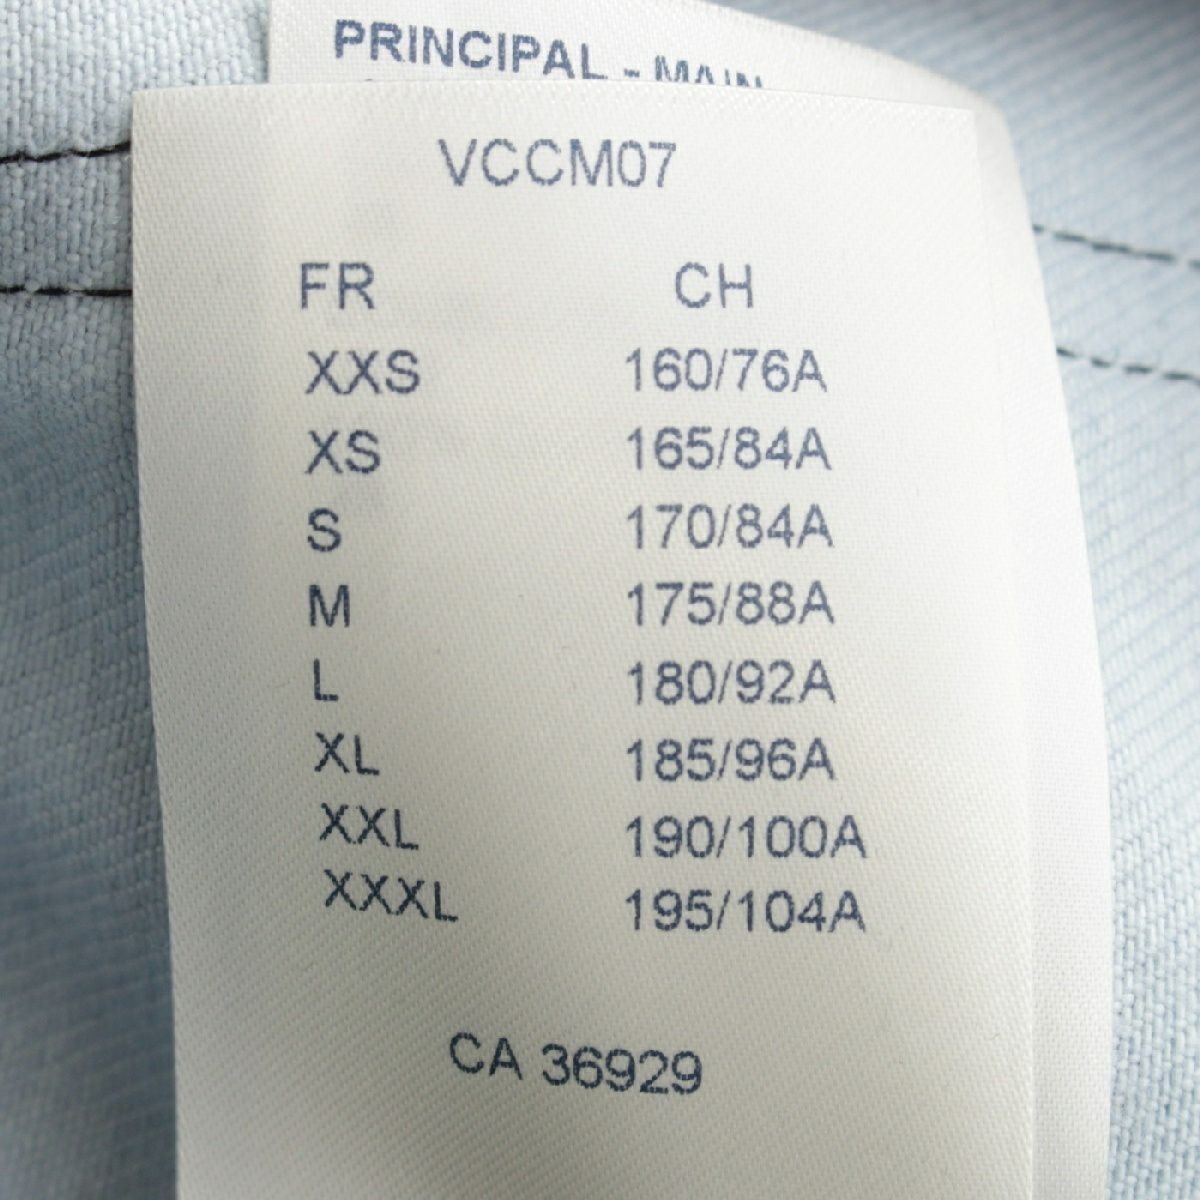 PRINCIPAL - MAIN
VCCM07
FR CH
XXS 160/76A
XS 165/84A
S 170/84A
M 175/88A
L 180/92A
XL 185/96A
XXL 190/100A
XXXL 195/104A
CA 36929